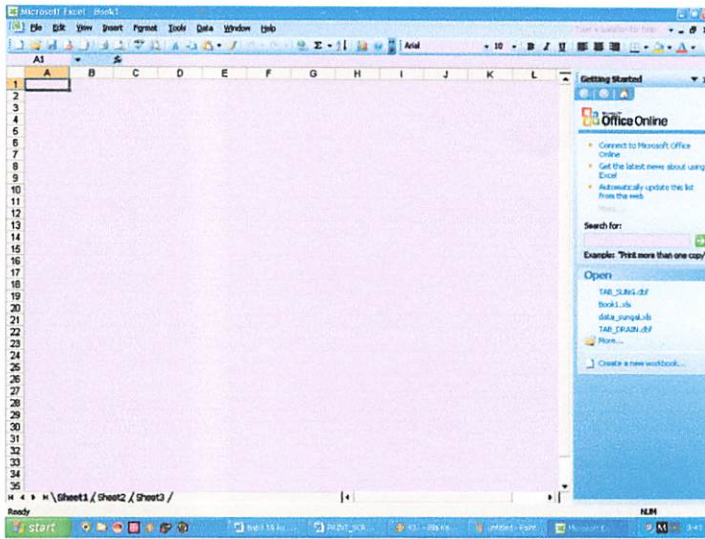 Microsoft Excel - Book1
File Edit View Insert Format Tools Data Window Help
Arial 10 B I U
A1 fx
A B C D E F G H I J K L
1
2
3
4
5
6
7
8
9
10
11
12
13
14
15
16
17
18
19
20
21
22
23
24
25
26
27
28
29
30
31
32
33
34
35
Sheet1 / Sheet2 / Sheet3 /
Ready
NUM
Getting Started
Office Online
Connect to Microsoft Office
Online
Get the latest news about using
Excel
Automatically update this list
from the web
More...
Search for:
Example: "Print more than one copy"
Open
TAB_SUNG.dbf
Book1.xls
data_sungai.xls
TAB_DRAIN.dbf
More...
Create a new workbook...
start
untitled - Paint